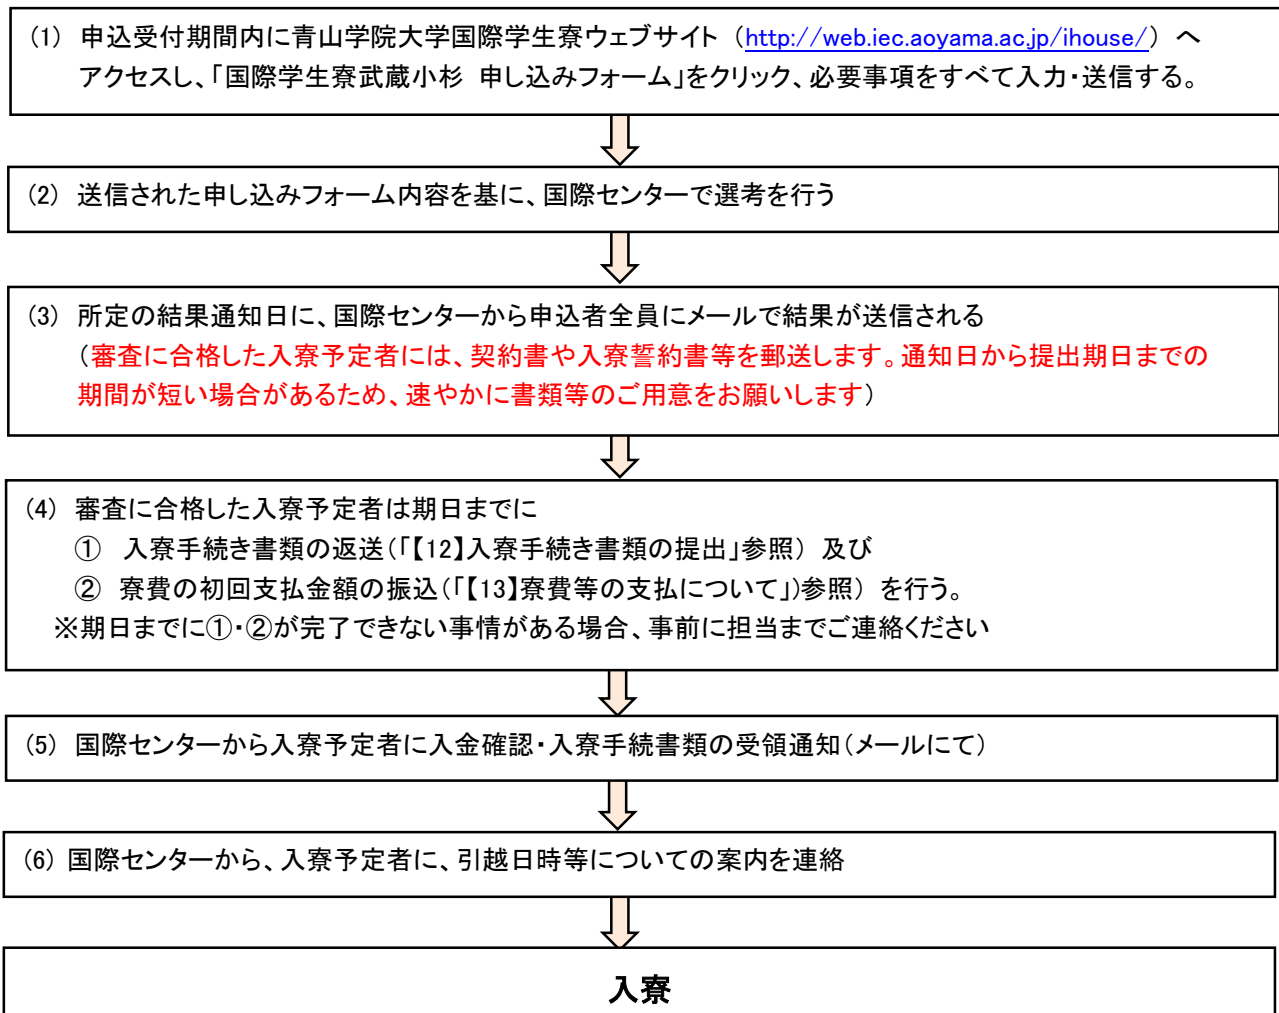 (1) 申込受付期間内に青山学院大学国際学生寮ウェブサイト (http://web.iec.aoyama.ac.jp/ihouse/) へ
アクセスし、「国際学生寮武蔵小杉 申し込みフォーム」をクリック、必要事項をすべて入力・送信する。
(2) 送信された申し込みフォーム内容を基に、国際センターで選考を行う
(3) 所定の結果通知日に、国際センターから申込者全員にメールで結果が送信される
(審査に合格した入寮予定者には、契約書や入寮誓約書等を郵送します。通知日から提出期日までの
期間が短い場合があるため、速やかに書類等のご用意をお願いします)
(4) 審査に合格した入寮予定者は期日までに
① 入寮手続き書類の返送(「【12】入寮手続き書類の提出」参照) 及び
② 寮費の初回支払金額の振込(「【13】寮費等の支払について」)参照) を行う。
※期日までに①・②が完了できない事情がある場合、事前に担当までご連絡ください
(5) 国際センターから入寮予定者に入金確認・入寮手続書類の受領通知(メールにて)
(6) 国際センターから、入寮予定者に、引越日時等についての案内を連絡
入寮